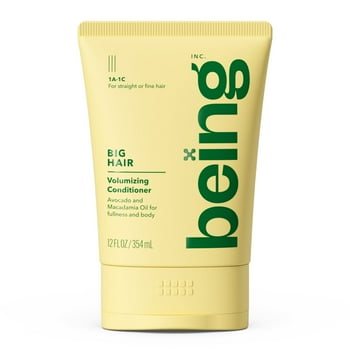 1A-1C
For straight or fine hair
BIG
HAIR
Volumizing
Conditioner
Avocado and
Macadamia Oil for
fullness and body
12 FL OZ/354 mL
INC.
being